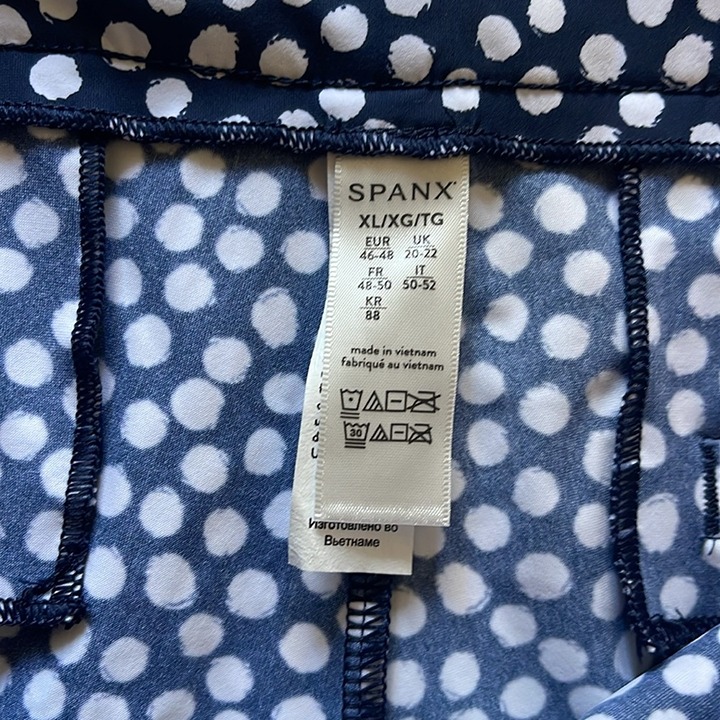 SPANX
XL/XG/TG
EUR UK
46-48 20-22
FR IT
48-50 50-52
KR
88
made in vietnam
fabriqué au vietnam
30
Изготовлено во
Вьетнаме